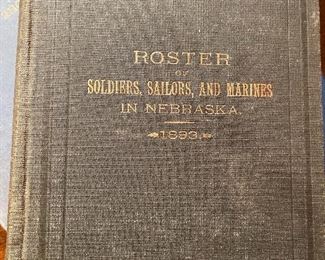 ROSTER
OF
SOLDIERS, SAILORS, AND MARINES
IN NEBRASKA.
1893.